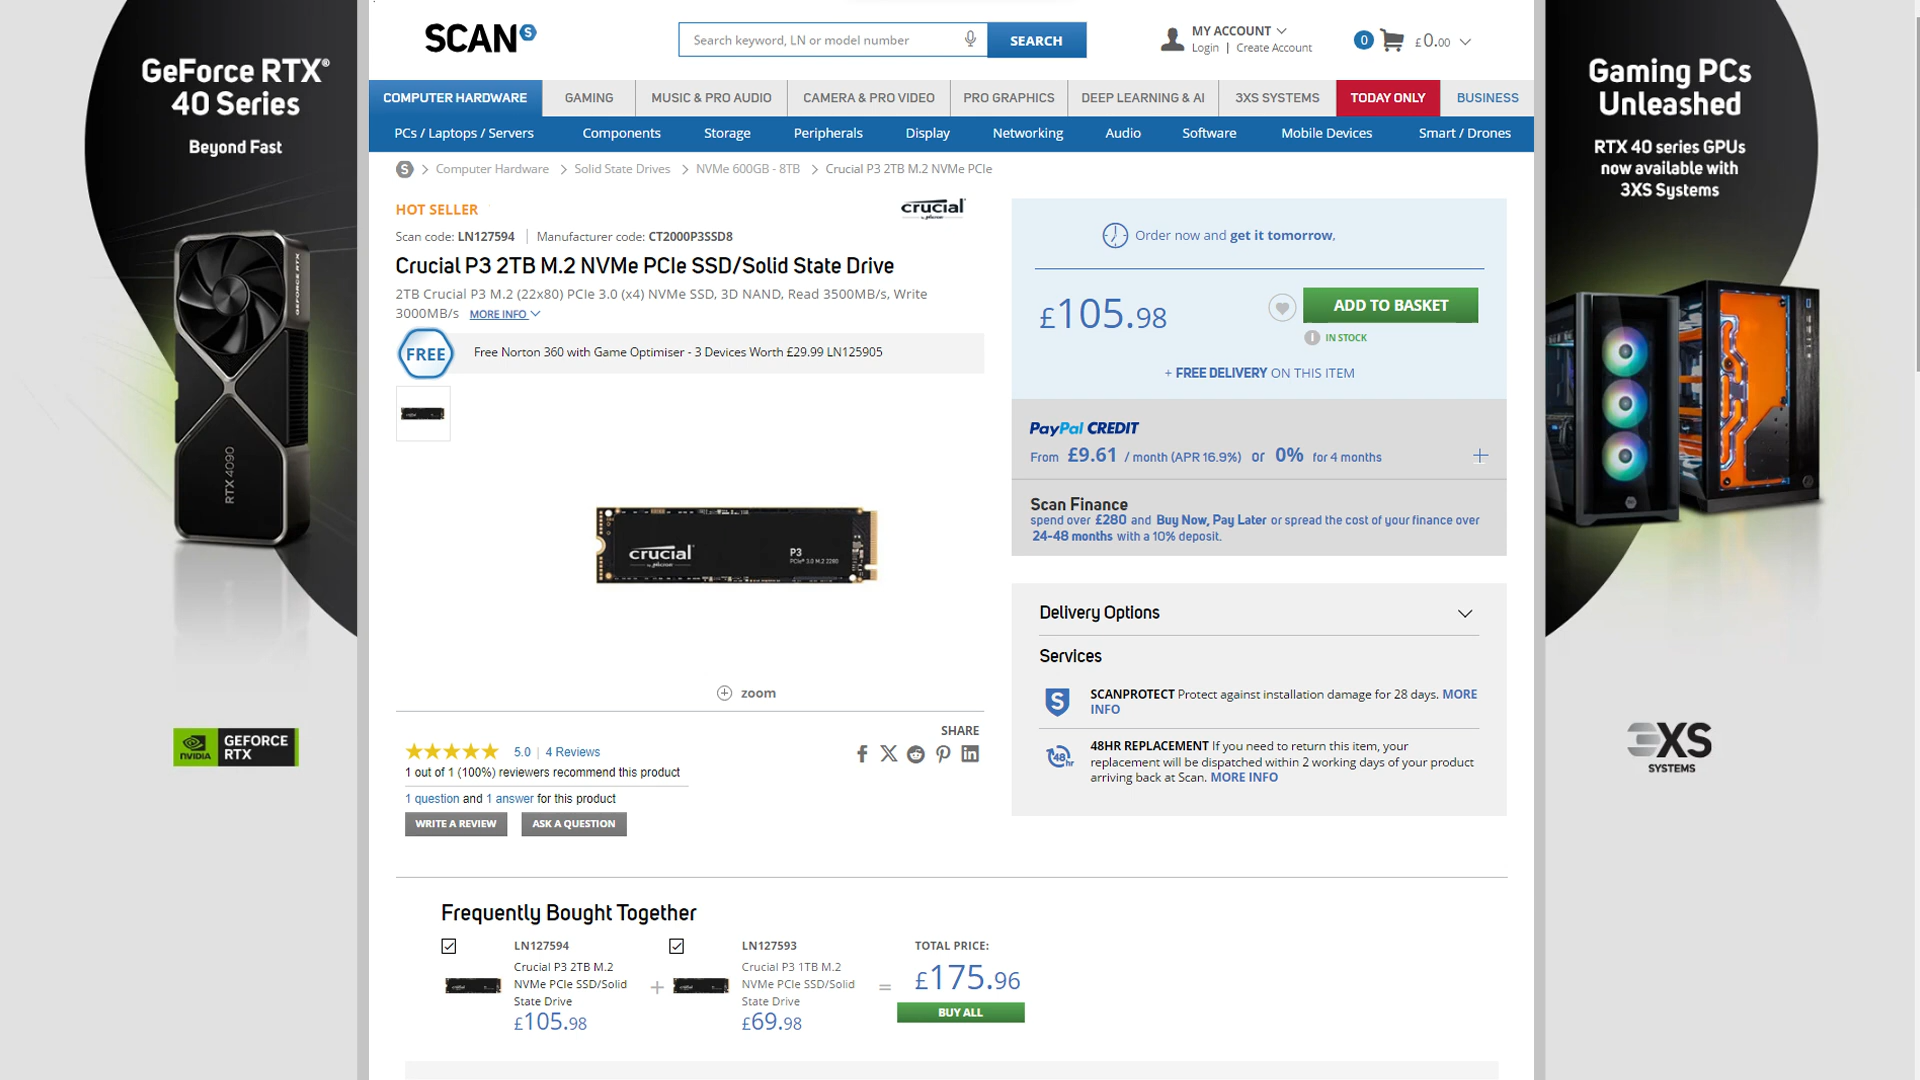 GeForce RTX®
40 Series
Beyond Fast
GEFORCE RTX
RTX 4090
NVIDIA
GEFORCE
RTX
SCAN S
Search keyword, LN or model number
SEARCH
MY ACCOUNT
Login | Create Account
0
£0.00
COMPUTER HARDWARE
GAMING
MUSIC & PRO AUDIO
CAMERA & PRO VIDEO
PRO GRAPHICS
DEEP LEARNING & AI
3XS SYSTEMS
TODAY ONLY
BUSINESS
PCs / Laptops / Servers
Components
Storage
Peripherals
Display
Networking
Audio
Software
Mobile Devices
Smart / Drones
S > Computer Hardware > Solid State Drives > NVMe 600GB - 8TB > Crucial P3 2TB M.2 NVMe PCIe
HOT SELLER
crucial
by Micron
Scan code: LN127594 | Manufacturer code: CT2000P3SSD8
Crucial P3 2TB M.2 NVMe PCIe SSD/Solid State Drive
2TB Crucial P3 M.2 (22x80) PCIe 3.0 (x4) NVMe SSD, 3D NAND, Read 3500MB/s, Write
3000MB/s MORE INFO
FREE
Free Norton 360 with Game Optimiser - 3 Devices Worth £29.99 LN125905
crucial
by Micron
P3
PCIe® 3.0 M.2 2280
zoom
5.0 | 4 Reviews
1 out of 1 (100%) reviewers recommend this product
1 question and 1 answer for this product
WRITE A REVIEW
ASK A QUESTION
SHARE
Order now and get it tomorrow,
£105.98
ADD TO BASKET
IN STOCK
+ FREE DELIVERY ON THIS ITEM
PayPal CREDIT
From £9.61 / month (APR 16.9%) or 0% for 4 months
Scan Finance
spend over £280 and Buy Now, Pay Later or spread the cost of your finance over
24-48 months with a 10% deposit.
Delivery Options
Services
SCANPROTECT Protect against installation damage for 28 days. MORE
INFO
48hr
48HR REPLACEMENT If you need to return this item, your
replacement will be dispatched within 2 working days of your product
arriving back at Scan. MORE INFO
Frequently Bought Together
LN127594
Crucial P3 2TB M.2
NVMe PCIe SSD/Solid
State Drive
£105.98
+
LN127593
Crucial P3 1TB M.2
NVMe PCIe SSD/Solid
State Drive
£69.98
=
TOTAL PRICE:
£175.96
BUY ALL
Gaming PCs
Unleashed
RTX 40 series GPUs
now available with
3XS Systems
3XS
SYSTEMS